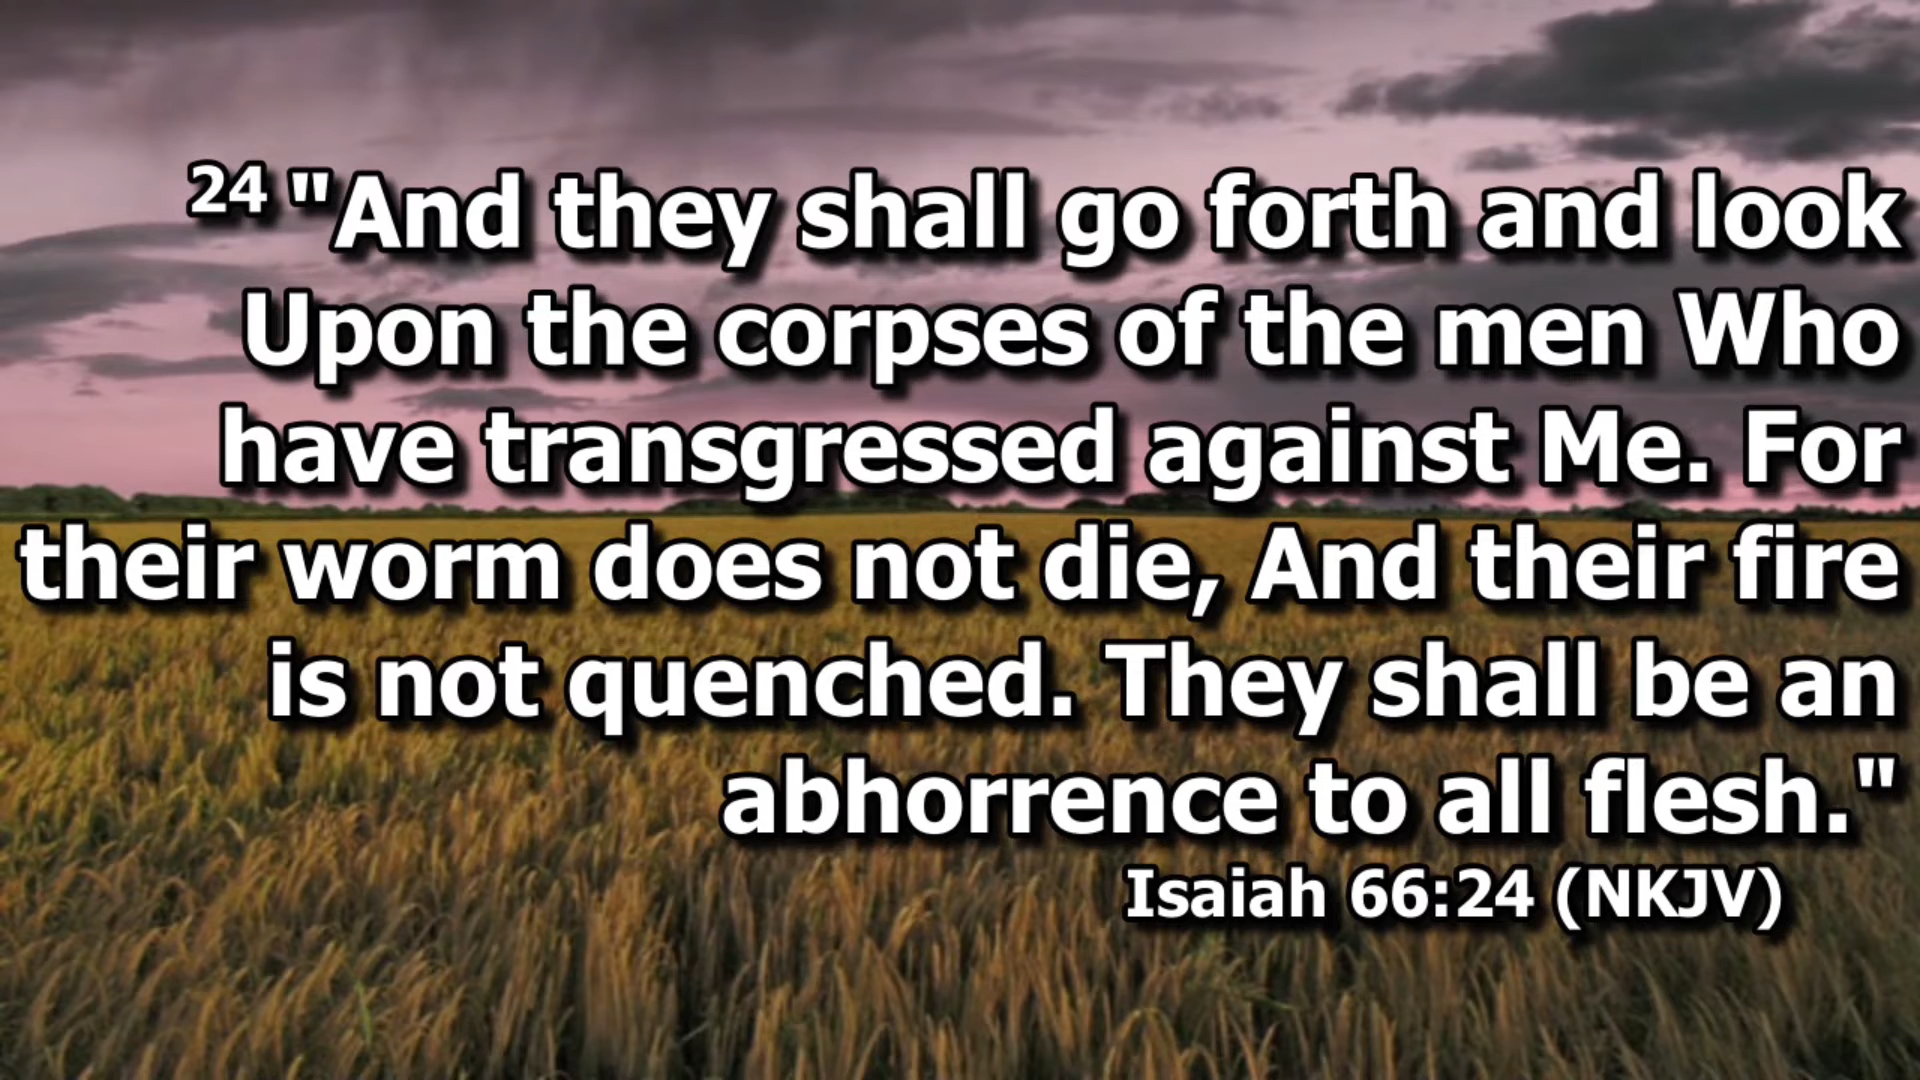 24 "And they shall go forth and look
Upon the corpses of the men Who
have transgressed against Me. For
their worm does not die, And their fire
is not quenched. They shall be an
abhorrence to all flesh."
Isaiah 66:24 (NKJV)